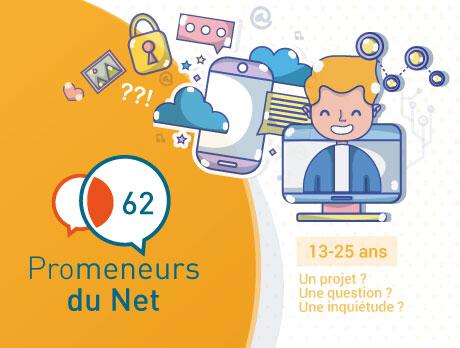 ??!
62
Promeneurs
du Net
13-25 ans
Un projet ?
Une question ?
Une inquiétude ?